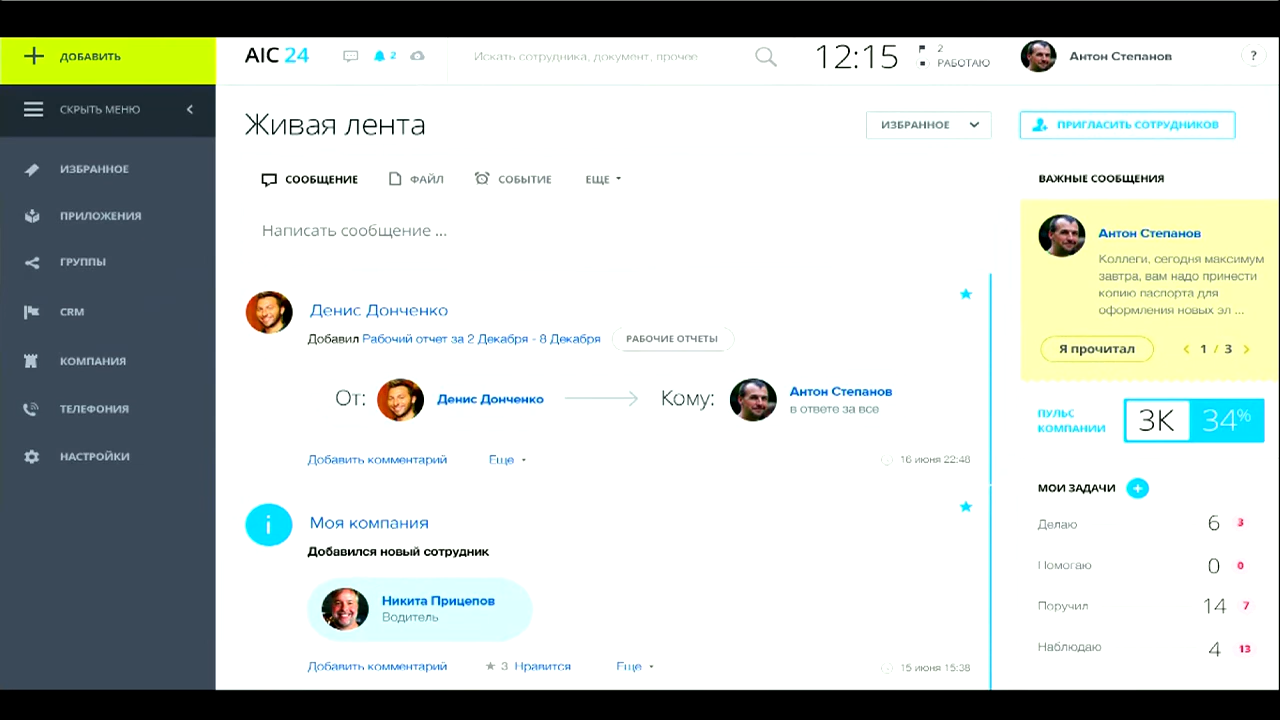 ДОБАВИТЬ
AIC 24
2
Искать сотрудника, документ, прочее
12:15
2
РАБОТАЮ
Антон Степанов
?
СКРЫТЬ МЕНЮ
ИЗБРАННОЕ
ПРИЛОЖЕНИЯ
ГРУППЫ
CRM
КОМПАНИЯ
ТЕЛЕФОНИЯ
НАСТРОЙКИ
Живая лента
ИЗБРАННОЕ
СООБЩЕНИЕ
ФАЙЛ
СОБЫТИЕ
ЕЩЕ
Написать сообщение ...
Денис Донченко
Добавил Рабочий отчет за 2 Декабря - 8 Декабря
РАБОЧИЕ ОТЧЕТЫ
От:
Денис Донченко
Кому:
Антон Степанов
в ответе за все
Добавить комментарий
Еще
16 июня 22:48
i
Моя компания
Добавился новый сотрудник
Никита Прицепов
Водитель
Добавить комментарий
3 Нравится
Еще
15 июня 15:38
ПРИГЛАСИТЬ СОТРУДНИКОВ
ВАЖНЫЕ СООБЩЕНИЯ
Антон Степанов
Коллеги, сегодня максимум
завтра, вам надо принести
копию паспорта для
оформления новых эл ...
Я прочитал
1 / 3
ПУЛЬС
КОМПАНИИ
3К
34%
МОИ ЗАДАЧИ
Делаю 6 3
Помогаю 0 0
Поручил 14 7
Наблюдаю 4 13